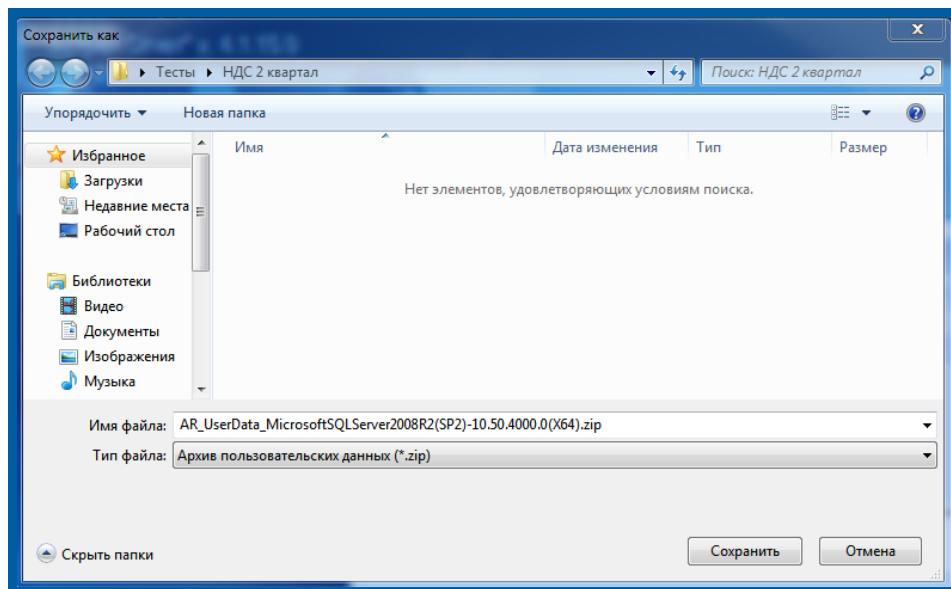 Сохранить как
Тесты НДС 2 квартал
Поиск: НДС 2 квартал
Упорядочить Новая папка
Имя Дата изменения Тип Размер
Нет элементов, удовлетворяющих условиям поиска.
Избранное
Загрузки
Недавние места
Рабочий стол
Библиотеки
Видео
Документы
Изображения
Музыка
Имя файла: AR_UserData_MicrosoftSQLServer2008R2(SP2)-10.50.4000.0(X64).zip
Тип файла: Архив пользовательских данных (*.zip)
Скрыть папки
Сохранить Отмена